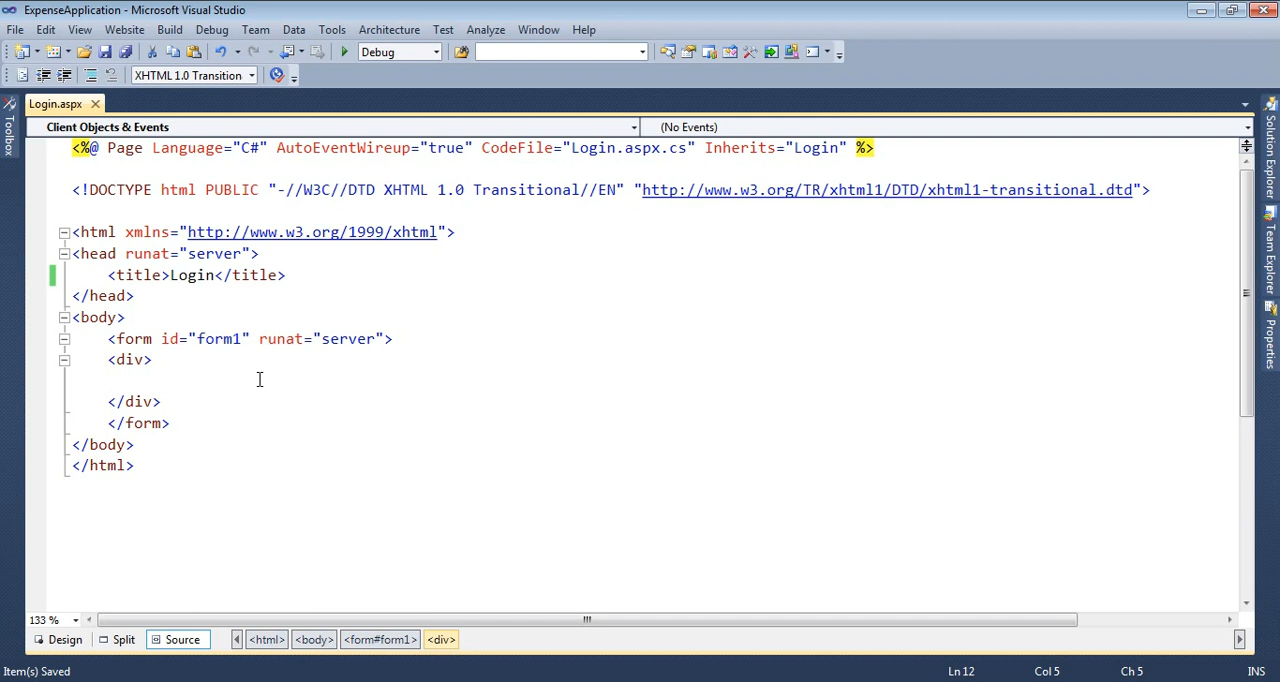 ExpenseApplication - Microsoft Visual Studio
File Edit View Website Build Debug Team Data Tools Architecture Test Analyze Window Help
Debug
XHTML 1.0 Transition
Login.aspx
Client Objects & Events (No Events)
<%@ Page Language="C#" AutoEventWireup="true" CodeFile="Login.aspx.cs" Inherits="Login" %>
<!DOCTYPE html PUBLIC "-//W3C//DTD XHTML 1.0 Transitional//EN" "http://www.w3.org/TR/xhtml1/DTD/xhtml1-transitional.dtd">
<html xmlns="http://www.w3.org/1999/xhtml">
<head runat="server">
<title>Login</title>
</head>
<body>
<form id="form1" runat="server">
<div>
</div>
</form>
</body>
</html>
Toolbox
Solution Explorer
Team Explorer
Properties
133 %
Design Split Source <html> <body> <form#form1> <div>
Item(s) Saved Ln 12 Col 5 Ch 5 INS